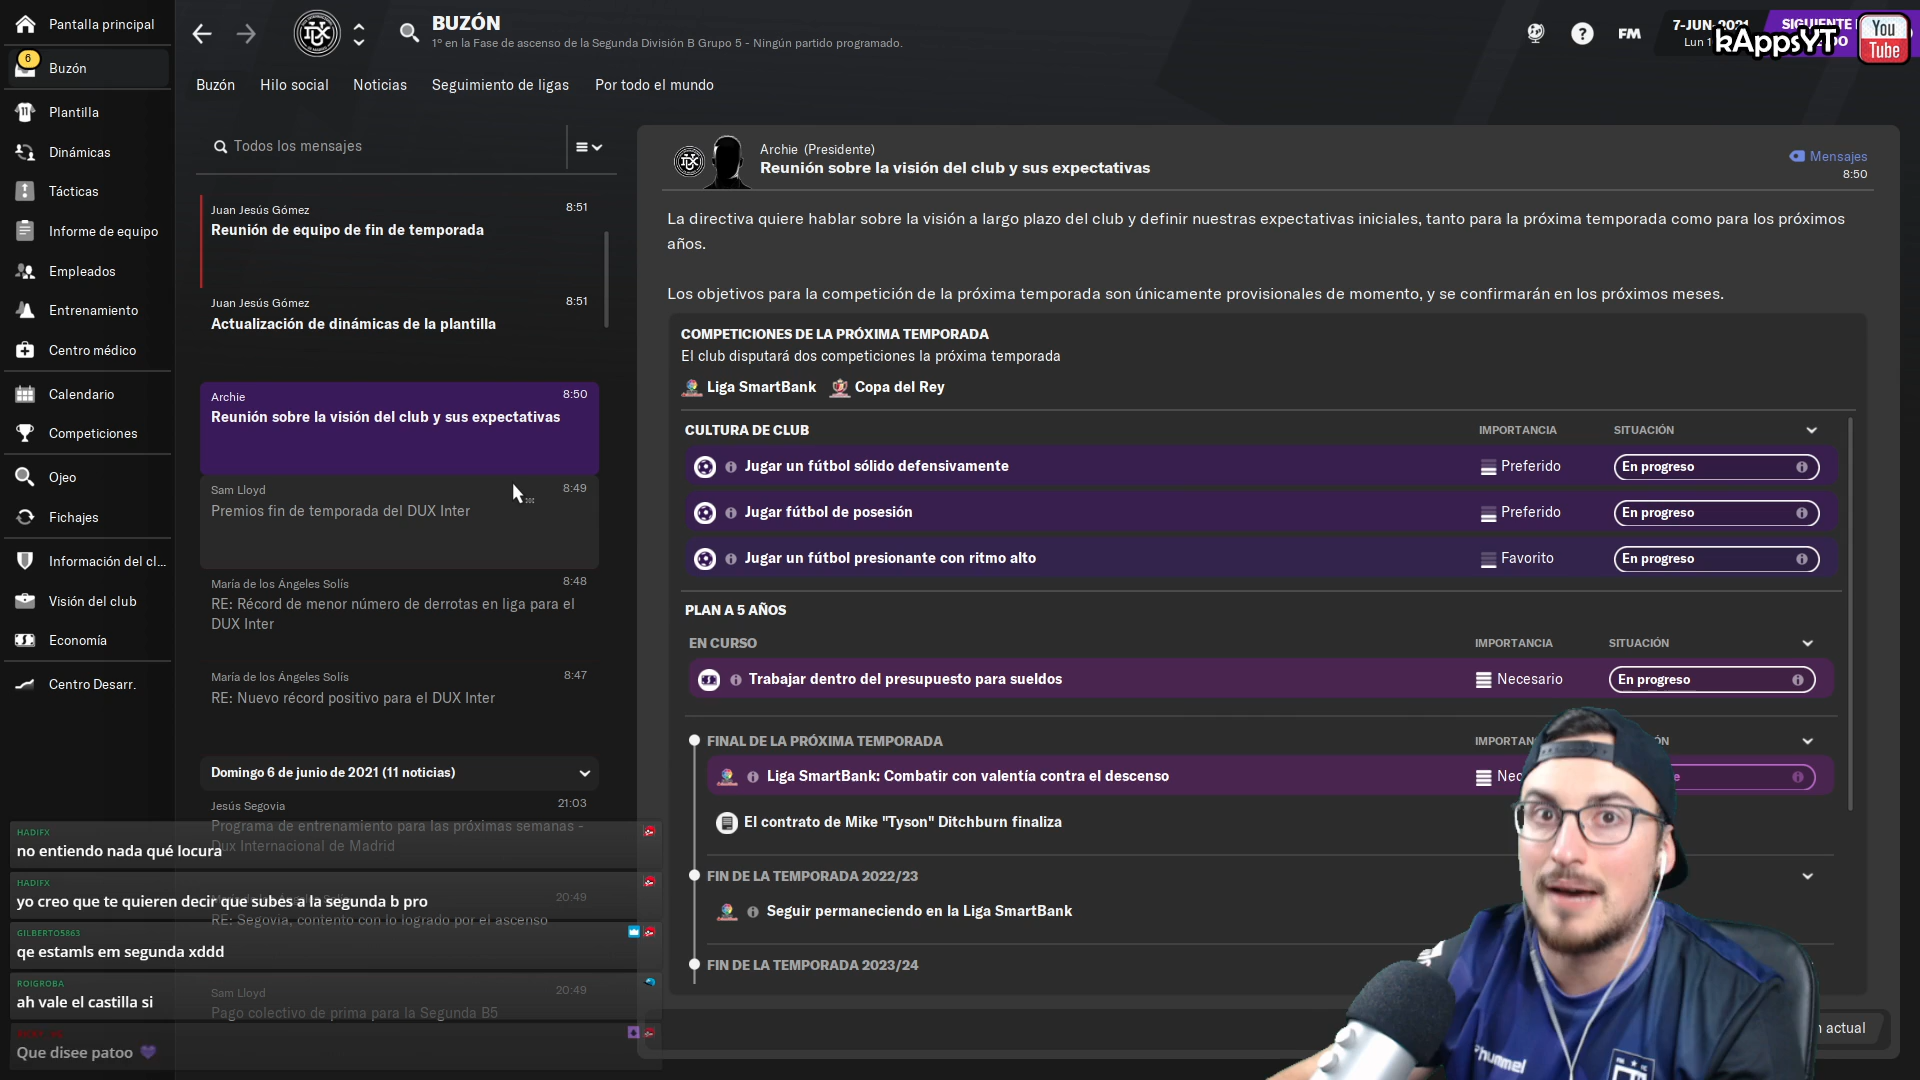 Pantalla principal
6
Buzón
Plantilla
Dinámicas
Tácticas
Informe de equipo
Empleados
Entrenamiento
Centro médico
Calendario
Competiciones
Ojeo
Fichajes
Información del cl...
Visión del club
Economía
Centro Desarr.
BUZÓN
1º en la Fase de ascenso de la Segunda División B Grupo 5 - Ningún partido programado.
Buzón
Hilo social
Noticias
Seguimiento de ligas
Por todo el mundo
FM
7-JUN-2021
Lun
SIGUIENTE
kAppsYT
You
Tube
Todos los mensajes
Juan Jesús Gómez
8:51
Reunión de equipo de fin de temporada
Juan Jesús Gómez
8:51
Actualización de dinámicas de la plantilla
Archie
8:50
Reunión sobre la visión del club y sus expectativas
Sam Lloyd
8:49
Premios fin de temporada del DUX Inter
María de los Ángeles Solís
8:48
RE: Récord de menor número de derrotas en liga para el
DUX Inter
María de los Ángeles Solís
8:47
RE: Nuevo récord positivo para el DUX Inter
Domingo 6 de junio de 2021 (11 noticias)
Jesús Segovia
21:03
Programa de entrenamiento para las próximas semanas -
Dux Internacional de Madrid
20:49
RE: Segovia, contento con lo logrado por el ascenso
Sam Lloyd
20:49
Pago colectivo de prima para la Segunda B5
HADIFX
no entiendo nada qué locura
HADIFX
yo creo que te quieren decir que subes a la segunda b pro
GILBERTO5863
qe estamls em segunda xddd
ROIGROBA
ah vale el castilla si
Que disee patoo
Archie (Presidente)
Reunión sobre la visión del club y sus expectativas
Mensajes
8:50
La directiva quiere hablar sobre la visión a largo plazo del club y definir nuestras expectativas iniciales, tanto para la próxima temporada como para los próximos
años.
Los objetivos para la competición de la próxima temporada son únicamente provisionales de momento, y se confirmarán en los próximos meses.
COMPETICIONES DE LA PRÓXIMA TEMPORADA
El club disputará dos competiciones la próxima temporada
Liga SmartBank
Copa del Rey
CULTURA DE CLUB
IMPORTANCIA
SITUACIÓN
Jugar un fútbol sólido defensivamente
Preferido
En progreso
Jugar fútbol de posesión
Preferido
En progreso
Jugar un fútbol presionante con ritmo alto
Favorito
En progreso
PLAN A 5 AÑOS
EN CURSO
IMPORTANCIA
SITUACIÓN
Trabajar dentro del presupuesto para sueldos
Necesario
En progreso
FINAL DE LA PRÓXIMA TEMPORADA
Liga SmartBank: Combatir con valentía contra el descenso
El contrato de Mike "Tyson" Ditchburn finaliza
FIN DE LA TEMPORADA 2022/23
Seguir permaneciendo en la Liga SmartBank
FIN DE LA TEMPORADA 2023/24
actual
hummel